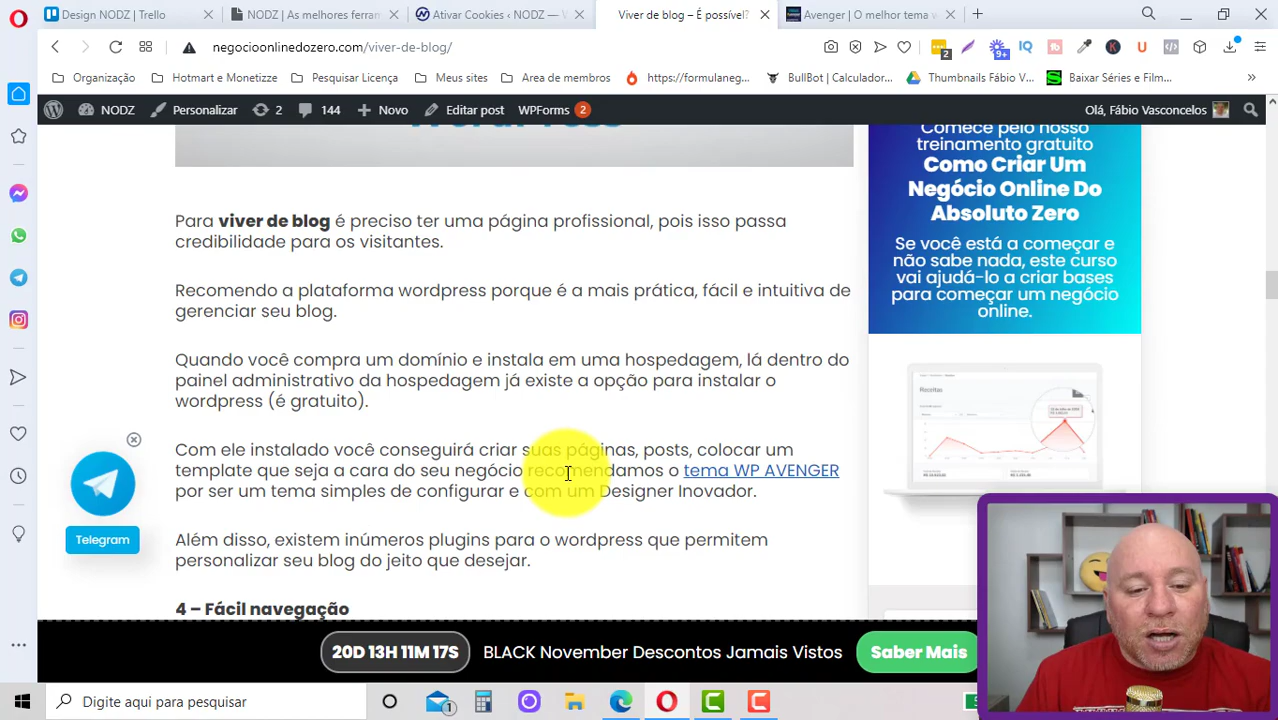 Design NODZ | Trello
NODZ | As melhores ferram
Ativar Cookies ‹ NODZ — W
Viver de blog – É possível?
Avenger | O melhor tema w
negocioonlinedozero.com/viver-de-blog/
2
9+
IQ
K
U
Organização
Hotmart e Monetizze
Pesquisar Licença
Meus sites
Area de membros
https://formulaneg...
BullBot | Calculador...
Thumbnails Fábio V...
S
Baixar Séries e Film...
NODZ
Personalizar
2
144
Novo
Editar post
WPForms 2
Olá, Fábio Vasconcelos
WordPress
Para viver de blog é preciso ter uma página profissional, pois isso passa
credibilidade para os visitantes.
Recomendo a plataforma wordpress porque é a mais prática, fácil e intuitiva de
gerenciar seu blog.
Quando você compra um domínio e instala em uma hospedagem, lá dentro do
painel administrativo da hospedagem já existe a opção para instalar o
wordpress (é gratuito).
Com ele instalado você conseguirá criar suas páginas, posts, colocar um
template que seja a cara do seu negócio recomendamos o tema WP AVENGER
por ser um tema simples de configurar e com um Designer Inovador.
Além disso, existem inúmeros plugins para o wordpress que permitem
personalizar seu blog do jeito que desejar.
4 – Fácil navegação
Comece pelo nosso
treinamento gratuito
Como Criar Um
Negócio Online Do
Absoluto Zero
Se você está a começar e
não sabe nada, este curso
vai ajudá-lo a criar bases
para começar um negócio
online.
Receitas
Telegram
20D 13H 11M 17S
BLACK November Descontos Jamais Vistos
Saber Mais
Digite aqui para pesquisar
1